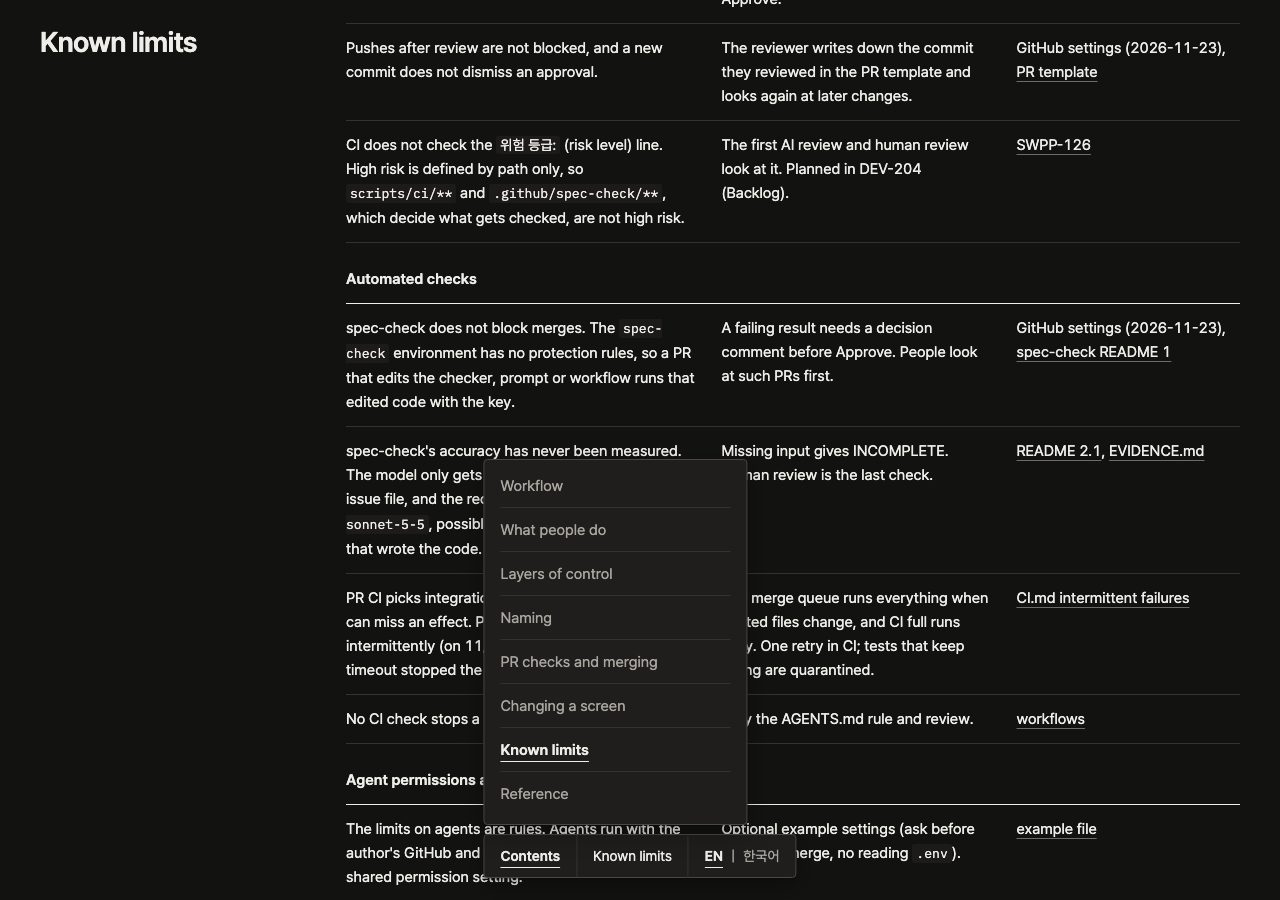 Approve.
Known limits
Pushes after review are not blocked, and a new
commit does not dismiss an approval.
The reviewer writes down the commit
they reviewed in the PR template and
looks again at later changes.
GitHub settings (2026-11-23),
PR template
CI does not check the 위험 등급: (risk level) line.
High risk is defined by path only, so
scripts/ci/** and .github/spec-check/**,
which decide what gets checked, are not high risk.
The first AI review and human review
look at it. Planned in DEV-204
(Backlog).
SWPP-126
Automated checks
spec-check does not block merges. The spec-
check environment has no protection rules, so a PR
that edits the checker, prompt or workflow runs that
edited code with the key.
A failing result needs a decision
comment before Approve. People look
at such PRs first.
GitHub settings (2026-11-23),
spec-check README 1
spec-check's accuracy has never been measured.
The model only gets
issue file, and the
sonnet-5-5,
that wrote the code.
Missing input gives INCOMPLETE.
review is the last check.
README 2.1, EVIDENCE.md
PR CI picks
can miss an effect.
intermittently (on 11
timeout stopped the
merge queue runs everything when
files change, and CI full runs
One retry in CI; tests that keep
are quarantined.
CI.md intermittent failures
No CI check stops a
the AGENTS.md rule and review.
workflows
Agent permissions
The limits on agents are rules. Agents run with the
author's GitHub and
shared permission setting.
Optional example settings (ask before
no reading .env).
example file
Workflow
What people do
Layers of control
Naming
PR checks and merging
Changing a screen
Known limits
Reference
Contents
Known limits
EN | 한국어